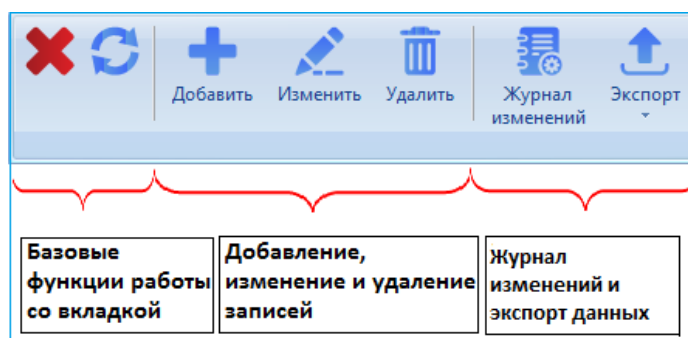 Добавить Изменить Удалить Журнал изменений Экспорт
Базовые
функции работы
со вкладкой
Добавление,
изменение и удаление
записей
Журнал
изменений и
экспорт данных